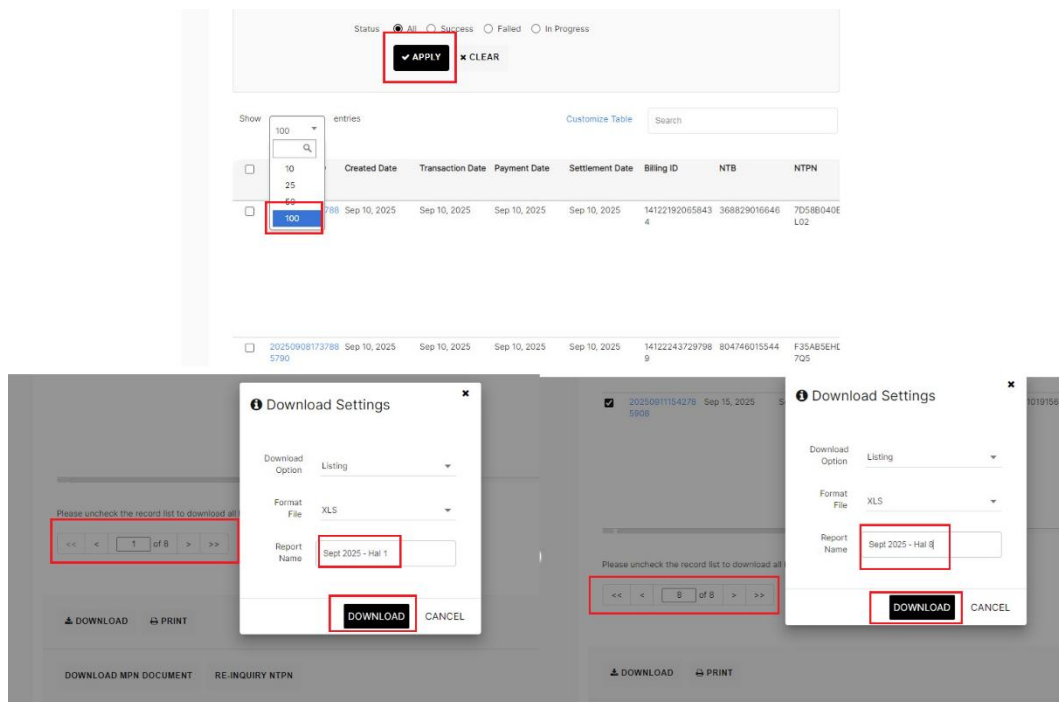 Status All Success Failed In Progress
APPLY CLEAR
Show 100 entries Customize Table Search
10
25
50
100
Created Date Transaction Date Payment Date Settlement Date Billing ID NTB NTPN
788 Sep 10, 2025 Sep 10, 2025 Sep 10, 2025 Sep 10, 2025 14122192065843 368829016646 7D58B040E
4 L02
20250908173788 Sep 10, 2025 Sep 10, 2025 Sep 10, 2025 Sep 10, 2025 14122243729798 804746015544 F35AB5EHD
5790 9 7Q5
Download Settings
Download
Option Listing
Format
File XLS
Report
Name Sept 2025 - Hal 1
DOWNLOAD CANCEL
Please uncheck the record list to download all
<< < 1 of 8 > >>
DOWNLOAD PRINT
DOWNLOAD MPN DOCUMENT RE-INQUIRY NTPN
20250911154278 Sep 15, 2025 S 1019156
5908
Download Settings
Download
Option Listing
Format
File XLS
Report
Name Sept 2025 - Hal 8
DOWNLOAD CANCEL
Please uncheck the record list to download all
<< < 8 of 8 > >>
DOWNLOAD PRINT